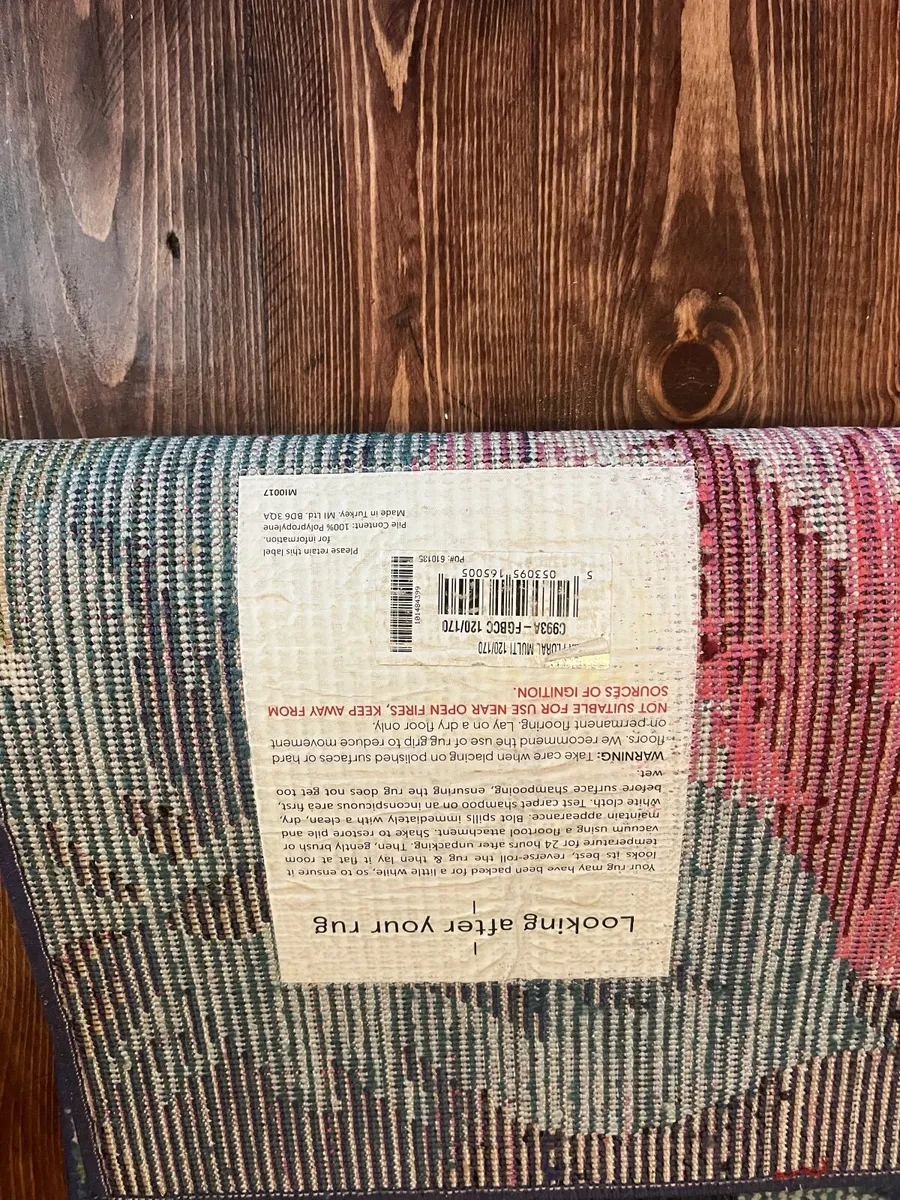 Looking after your rug
Your rug may have been packed for a little while, so to ensure it
looks its best, reverse-roll the rug & then lay it flat at room
temperature for 24 hours after unpacking. Then, gently brush or
vacuum using a floortool attachment. Shake to restore pile and
maintain appearance. Blot spills immediately with a clean, dry,
white cloth. Test carpet shampoo on an inconspicuous area first,
before surface shampooing, ensuring the rug does not get too
wet.
WARNING: Take care when placing on polished surfaces or hard
floors. We recommend the use of rug grip to reduce movement
on permanent flooring. Lay on a dry floor only.
NOT SUITABLE FOR USE NEAR OPEN FIRES, KEEP AWAY FROM
SOURCES OF IGNITION.
FLORAL MULTI 120/170
C993A-FGBCC 120/170
5 053095 165005
PO#: 610135
101484399
Please retain this label
for information.
Pile Content: 100% Polypropylene
Made in Turkey. MI Ltd. BD6 3QA
MI0017